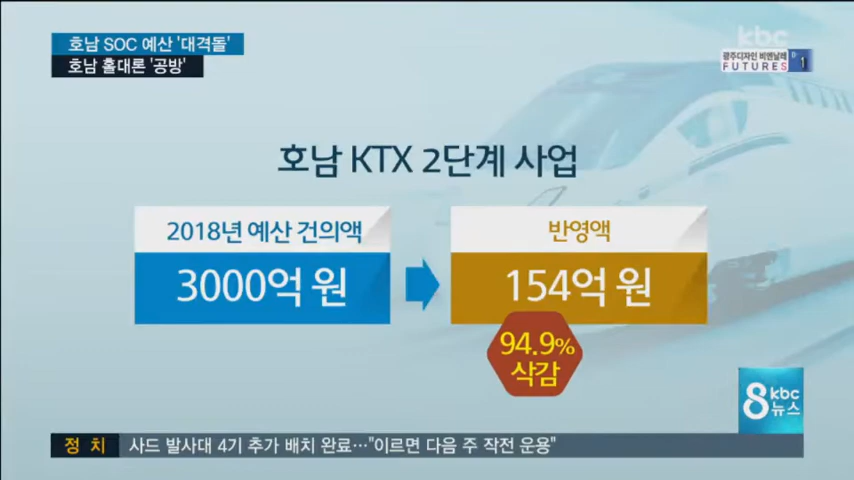 호남 SOC 예산 '대격돌'
호남 홀대론 '공방'
kbc
광주디자인 비엔날레
FUTURES
D 1
호남 KTX 2단계 사업
2018년 예산 건의액
3000억 원
반영액
154억 원
94.9%
삭감
8 kbc
뉴스
정 치
사드 발사대 4기 추가 배치 완료…"이르면 다음 주 작전 운용"